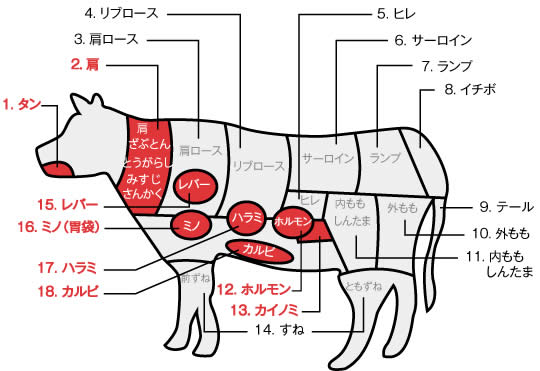 4. リブロース
5. ヒレ
3. 肩ロース
6. サーロイン
2. 肩
7. ランプ
8. イチボ
1. タン
肩
ざぶとん
とうがらし
みすじ
さんかく
肩ロース
リブロース
サーロイン
ランプ
レバー
15. レバー
ヒレ
内もも
しんたま
外もも
9. テール
16. ミノ(胃袋)
ミノ
ハラミ
ホルモン
10. 外もも
カルビ
11. 内もも
しんたま
17. ハラミ
18. カルビ
前ずね
12. ホルモン
ともずね
13. カイノミ
14. すね